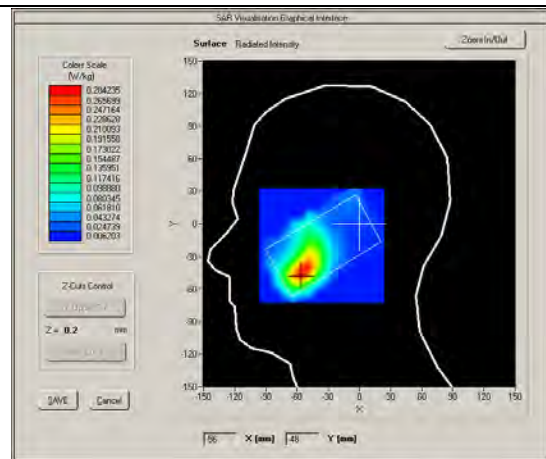 SAR Visualisation Graphical Interface
Surface Radiated Intensity
Zoom In/Out
Colors Scale
(W/kg)
0.284235
0.265699
0.247164
0.228628
0.210093
0.191558
0.173022
0.154487
0.135951
0.117416
0.098880
0.080345
0.061810
0.043274
0.024739
0.006203
150
120
90
60
30
0
-30
-60
-90
-120
150
Y
-150 -120 -90 -60 -30 0 30 60 90 120 150
X
Z-Cuts Control
Z = 0.2 mm
SAVE Cancel
-56 X (mm) -48 Y (mm)